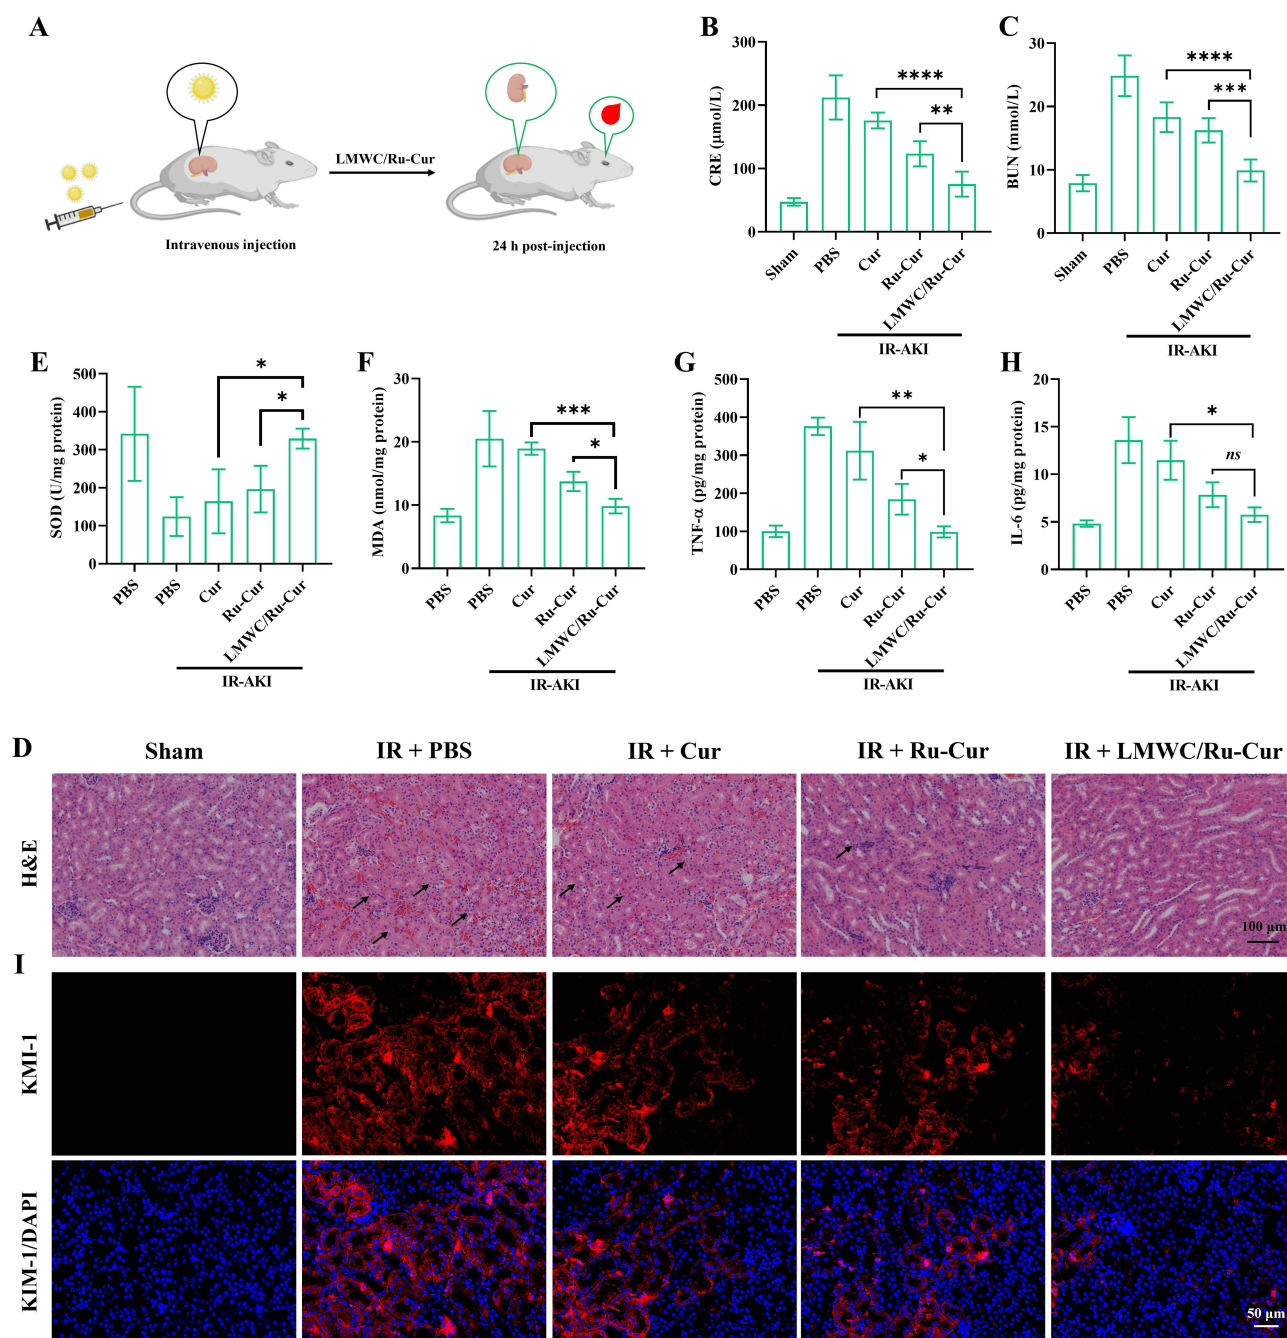 A
LMWC/Ru-Cur
Intravenous injection
24 h post-injection
B
CRE (μmol/L)
300
200
100
0
****
**
Sham
PBS
Cur
Ru-Cur
LMWC/Ru-Cur
IR-AKI
C
BUN (mmol/L)
30
20
10
0
****
***
Sham
PBS
Cur
Ru-Cur
LMWC/Ru-Cur
IR-AKI
E
SOD (U/mg protein)
500
400
300
200
100
0
*
*
PBS
PBS
Cur
Ru-Cur
LMWC/Ru-Cur
IR-AKI
F
MDA (nmol/mg protein)
30
20
10
0
***
*
PBS
PBS
Cur
Ru-Cur
LMWC/Ru-Cur
IR-AKI
G
TNF-α (pg/mg protein)
500
400
300
200
100
0
**
*
PBS
PBS
Cur
Ru-Cur
LMWC/Ru-Cur
IR-AKI
H
IL-6 (pg/mg protein)
20
15
10
5
0
*
ns
PBS
PBS
Cur
Ru-Cur
LMWC/Ru-Cur
IR-AKI
D
Sham
IR + PBS
IR + Cur
IR + Ru-Cur
IR + LMWC/Ru-Cur
H&E
100 μm
I
KMI-1
KIM-1/DAPI
50 μm